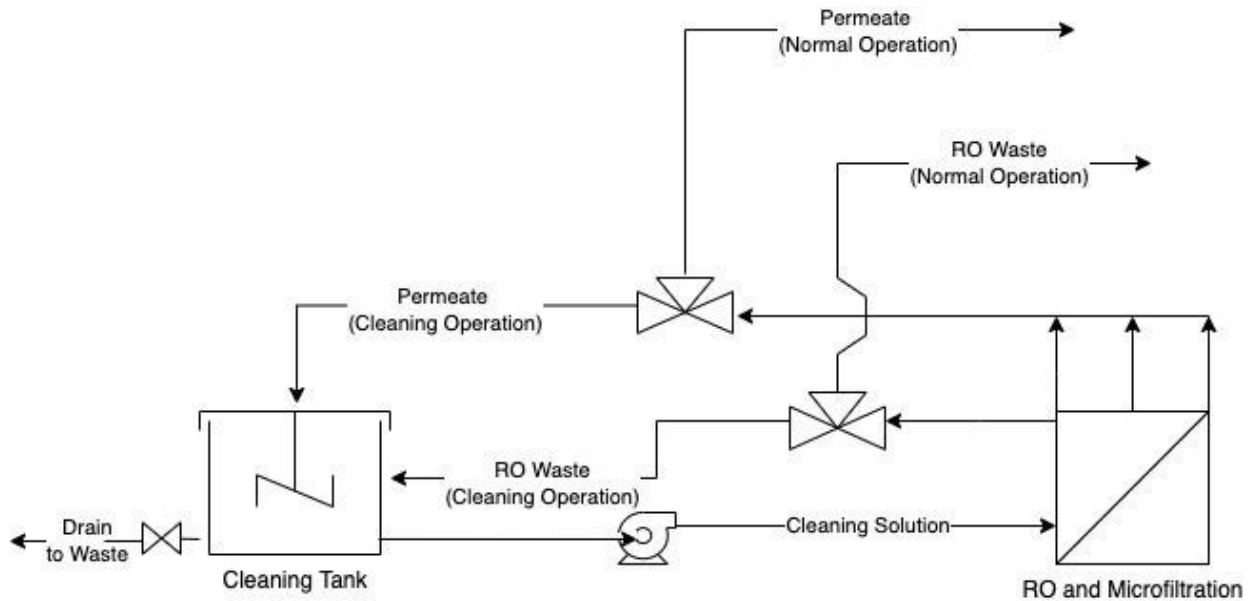 Permeate
(Normal Operation)
RO Waste
(Normal Operation)
Permeate
(Cleaning Operation)
RO Waste
(Cleaning Operation)
Drain
to Waste
Cleaning Solution
Cleaning Tank
RO and Microfiltration